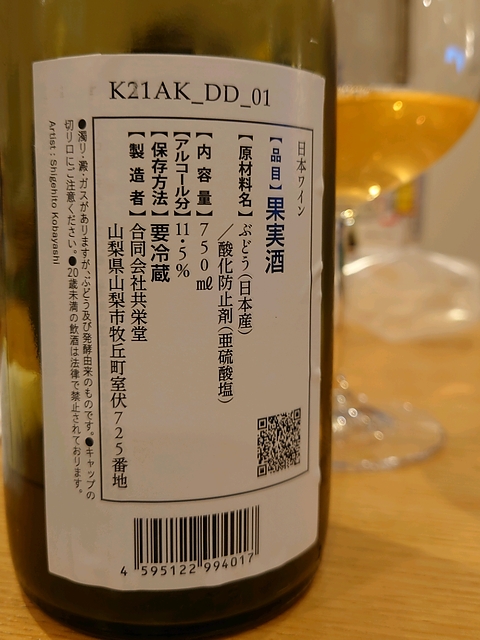 K21AK_DD_01
日本ワイン
【品目】果実酒
【原材料名】ぶどう(日本産)
／酸化防止剤(亜硫酸塩)
【内容量】750㎖
【アルコール分】11.5%
【保存方法】要冷蔵
【製造者】合同会社共栄堂
山梨県山梨市牧丘町室伏725番地
●濁り・澱・ガスがありますが、ぶどう及び発酵由来のものです。●キャップの
切り口にご注意ください。●20歳未満の飲酒は法律で禁止されております。
Artist : Shigehito Kobayashi
4 595122 994017